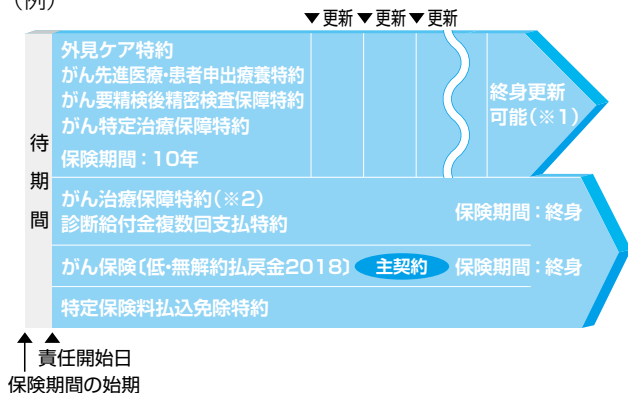 (例)
▼更新▼更新▼更新
外見ケア特約
がん先進医療・患者申出療養特約
がん要精検後精密検査保障特約
がん特定治療保障特約
保険期間：10年
終身更新
可能(※1)
待期間
がん治療保障特約(※2)
診断給付金複数回支払特約
保険期間：終身
がん保険〔低・無解約払戻金2018〕 主契約 保険期間：終身
特定保険料払込免除特約
責任開始日
保険期間の始期